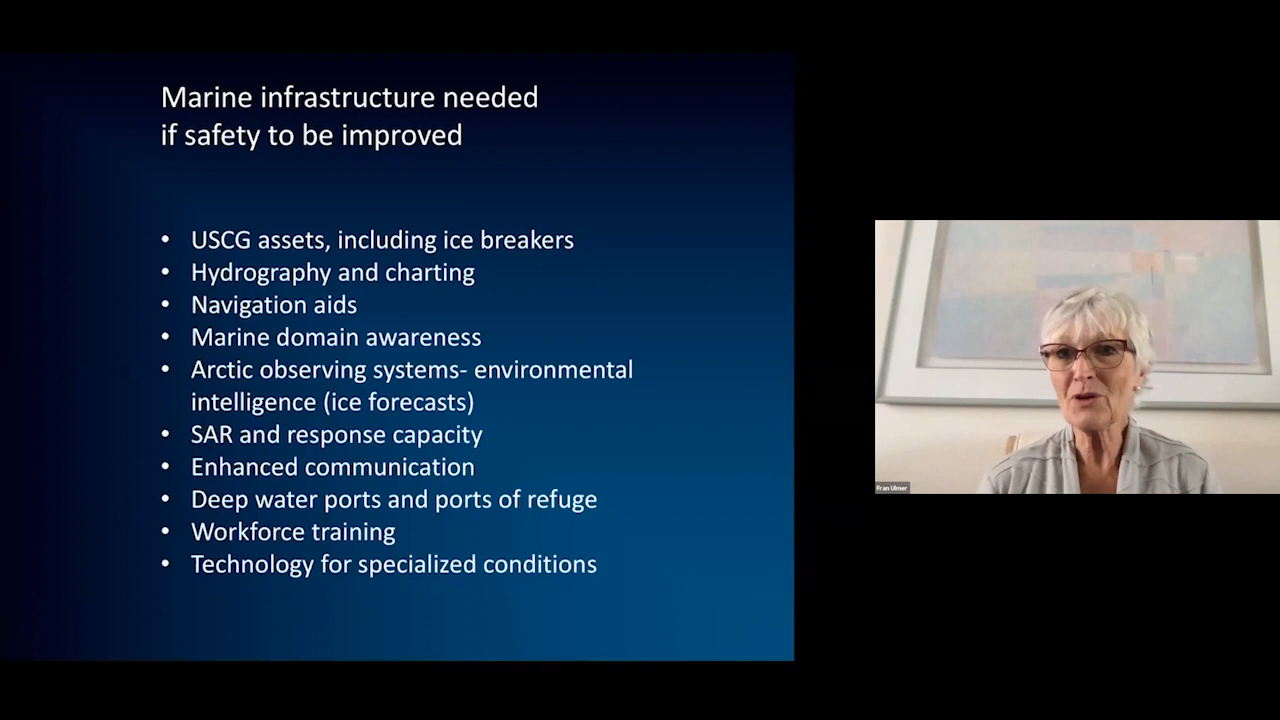 Marine infrastructure needed
if safety to be improved
• USCG assets, including ice breakers
• Hydrography and charting
• Navigation aids
• Marine domain awareness
• Arctic observing systems- environmental
intelligence (ice forecasts)
• SAR and response capacity
• Enhanced communication
• Deep water ports and ports of refuge
• Workforce training
• Technology for specialized conditions
Fran Ulmer